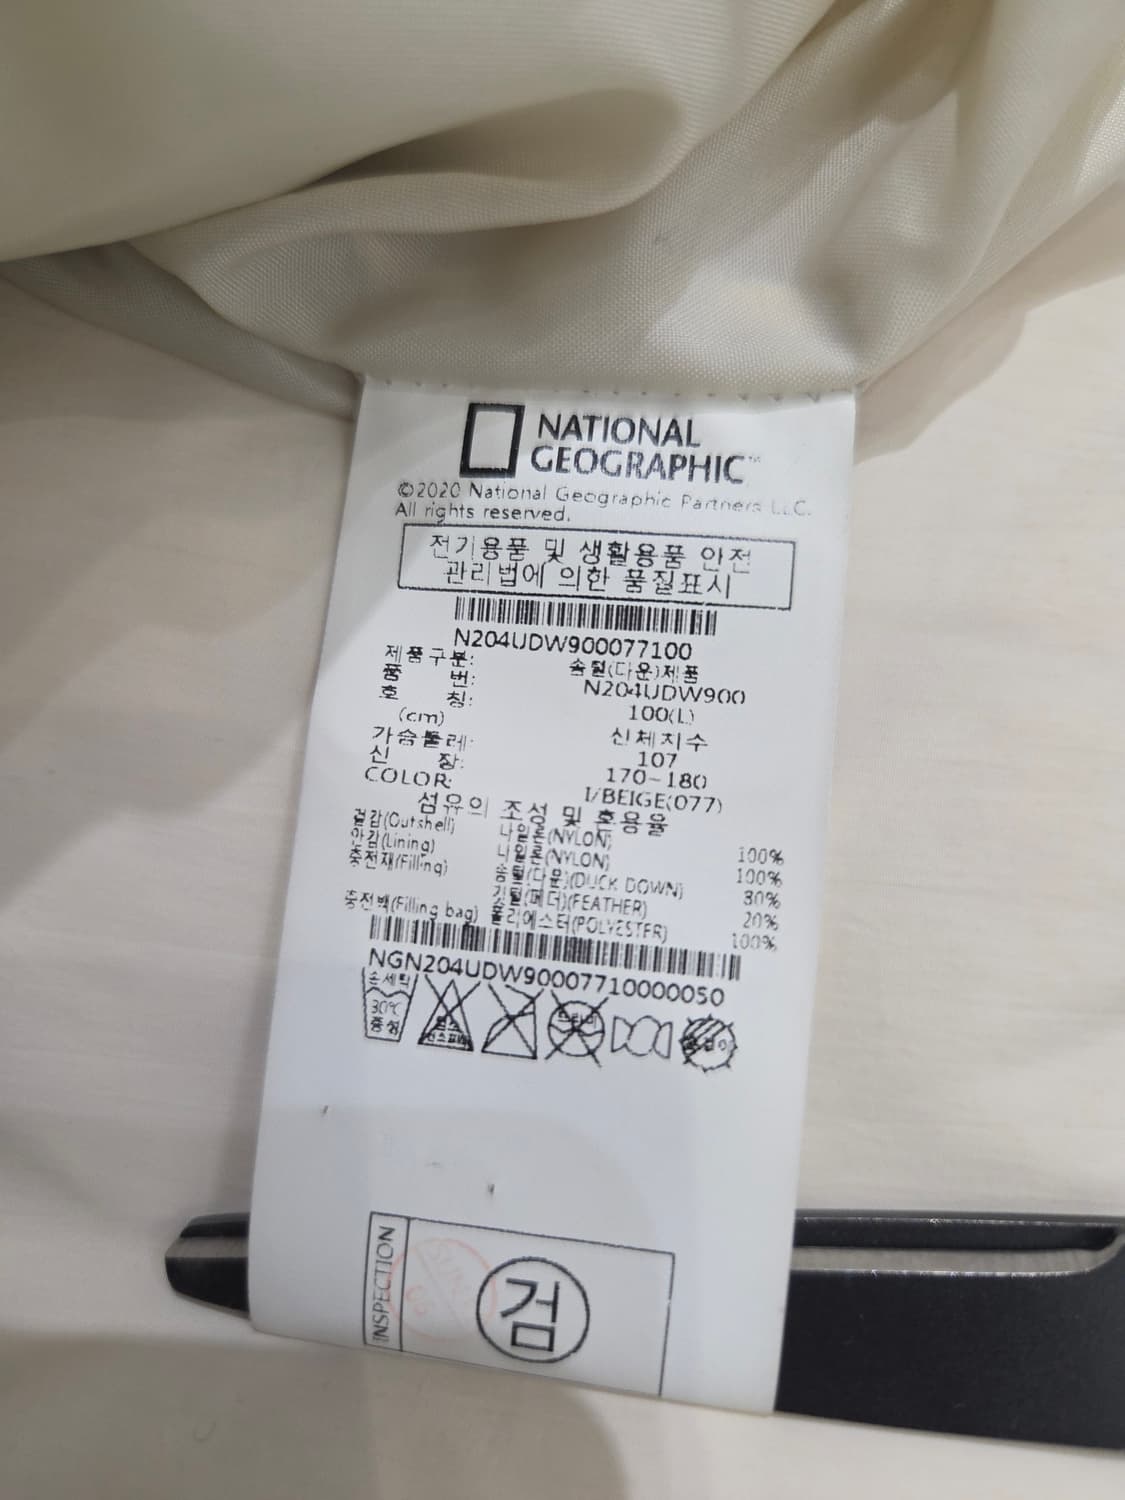 NATIONAL
GEOGRAPHIC™
©2020 National Geographic Partners LLC.
All rights reserved.
전기용품 및 생활용품 안전
관리법에 의한 품질표시
N204UDW900077100
제품구분: 솜털(다운)제품
품 번: N204UDW900
호 칭: 100(L)
(cm) 신체치수
가슴둘레: 107
신 장: 170~180
COLOR: I/BEIGE(077)
섬유의 조성 및 혼용율
겉감(Outshell) 나일론(NYLON) 100%
안감(Lining) 나일론(NYLON) 100%
충전재(Filling) 솜털(다운)(DUCK DOWN) 80%
깃털(페더)(FEATHER) 20%
충전백(Filling bag) 폴리에스터(POLYESTER) 100%
NGN204UDW90007710000050
손세탁
30℃
중성
드라이
INSPECTION
검